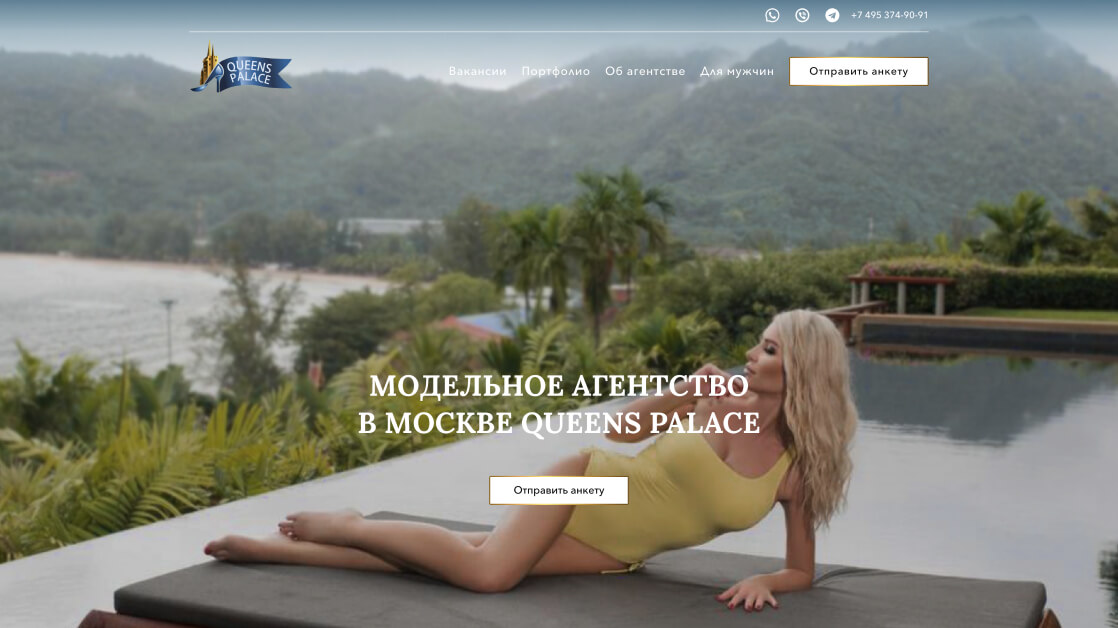 +7 495 374-90-91
QUEENS
PALACE
Вакансии Портфолио Об агентстве Для мужчин Отправить анкету
МОДЕЛЬНОЕ АГЕНТСТВО
В МОСКВЕ QUEENS PALACE
Отправить анкету